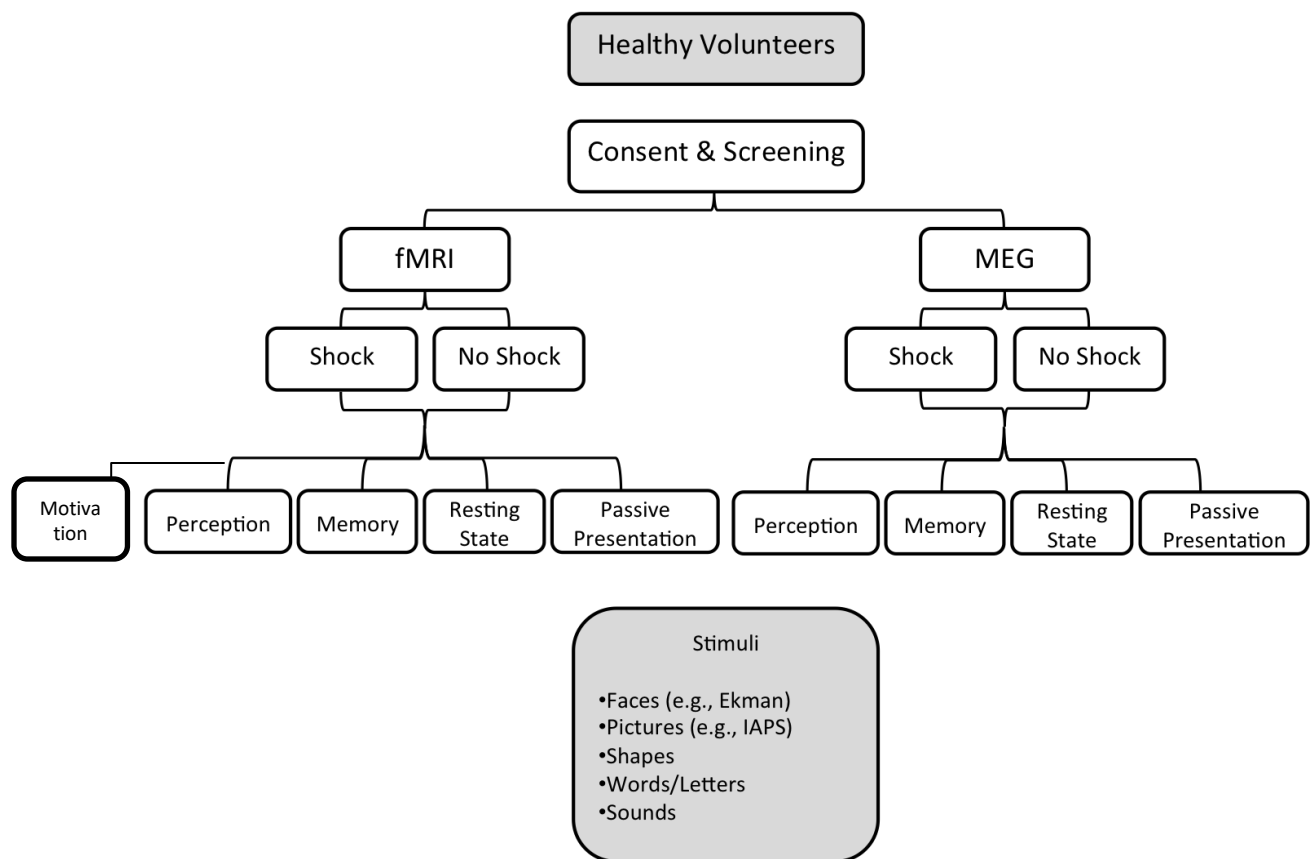 Healthy Volunteers
Consent & Screening
fMRI
MEG
Shock
No Shock
Shock
No Shock
Motiva
tion
Perception
Memory
Resting
State
Passive
Presentation
Perception
Memory
Resting
State
Passive
Presentation
Stimuli
•Faces (e.g., Ekman)
•Pictures (e.g., IAPS)
•Shapes
•Words/Letters
•Sounds